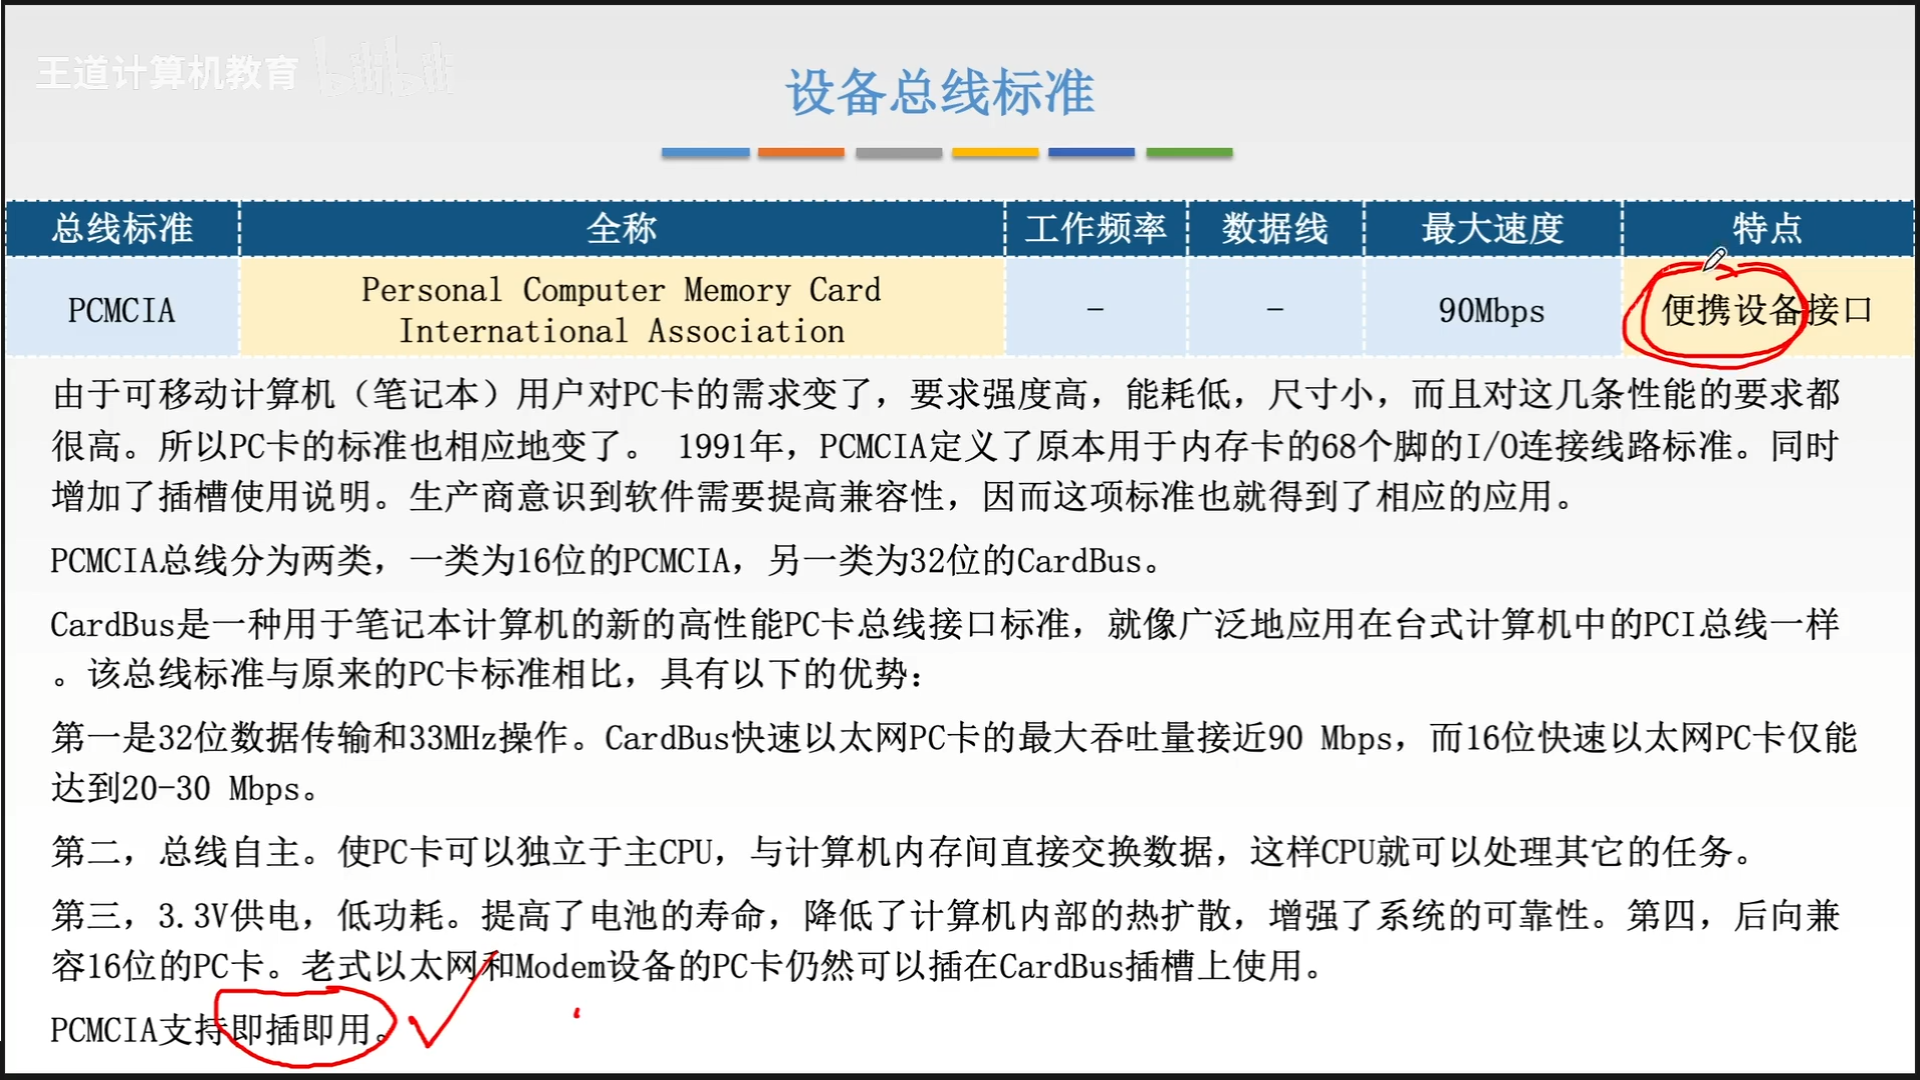 王道计算机教育 bilibili
设备总线标准
总线标准 全称 工作频率 数据线 最大速度 特点
PCMCIA Personal Computer Memory Card International Association - - 90Mbps 便携设备接口
由于可移动计算机（笔记本）用户对PC卡的需求变了，要求强度高，能耗低，尺寸小，而且对这几条性能的要求都
很高。所以PC卡的标准也相应地变了。 1991年，PCMCIA定义了原本用于内存卡的68个脚的I/O连接线路标准。同时
增加了插槽使用说明。生产商意识到软件需要提高兼容性，因而这项标准也就得到了相应的应用。
PCMCIA总线分为两类，一类为16位的PCMCIA，另一类为32位的CardBus。
CardBus是一种用于笔记本计算机的新的高性能PC卡总线接口标准，就像广泛地应用在台式计算机中的PCI总线一样
。该总线标准与原来的PC卡标准相比，具有以下的优势：
第一是32位数据传输和33MHz操作。CardBus快速以太网PC卡的最大吞吐量接近90 Mbps，而16位快速以太网PC卡仅能
达到20-30 Mbps。
第二，总线自主。使PC卡可以独立于主CPU，与计算机内存间直接交换数据，这样CPU就可以处理其它的任务。
第三，3.3V供电，低功耗。提高了电池的寿命，降低了计算机内部的热扩散，增强了系统的可靠性。第四，后向兼
容16位的PC卡。老式以太网和Modem设备的PC卡仍然可以插在CardBus插槽上使用。
PCMCIA支持即插即用。